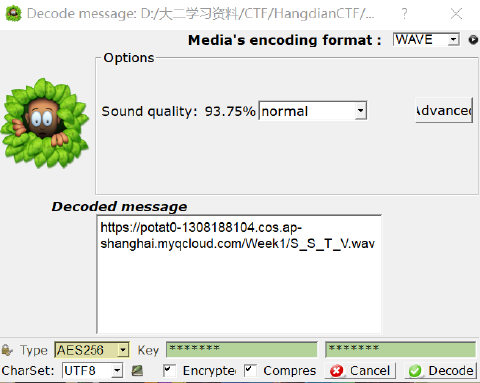 Decode message: D:/大二学习资料/CTF/HangdianCTF/...
Media's encoding format : WAVE
Options
Sound quality: 93.75% normal Advanced
Decoded message
https://potat0-1308188104.cos.ap-
shanghai.myqcloud.com/Week1/S_S_T_V.wav
Type AES256 Key ******* *******
CharSet: UTF8 Encrypted Compres Cancel Decode